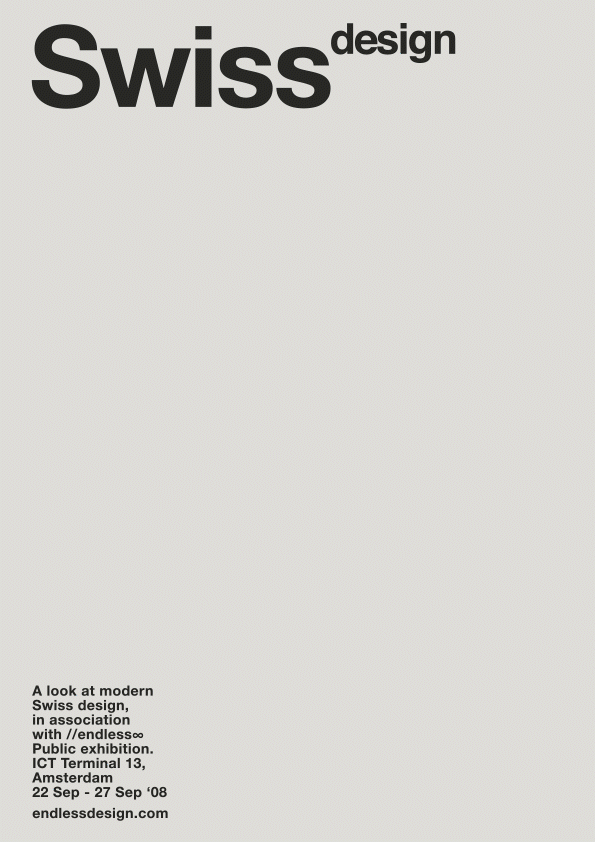 Swiss design
A look at modern
Swiss design,
in association
with //endless∞
Public exhibition.
ICT Terminal 13,
Amsterdam
22 Sep - 27 Sep ‘08
endlessdesign.com